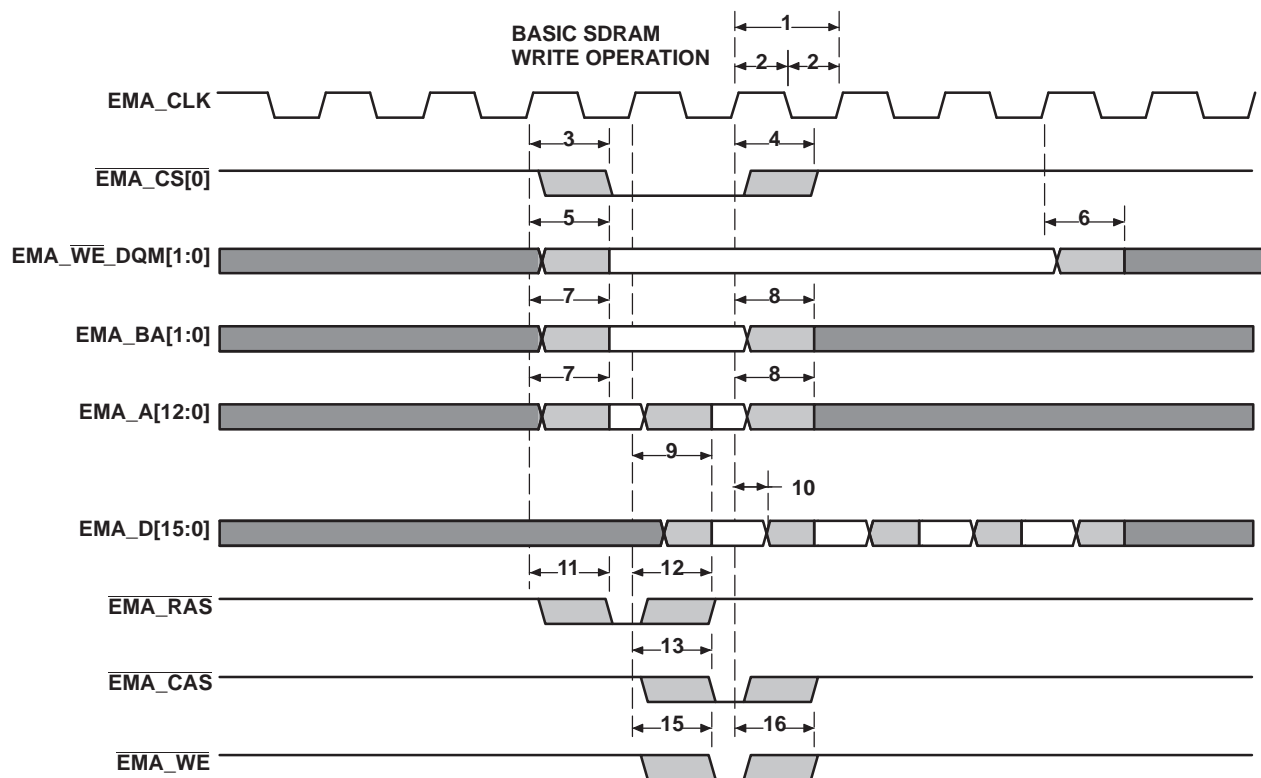 BASIC SDRAM
WRITE OPERATION
1
2 2
EMA_CLK
3 4
EMA_CS[0]
5 6
EMA_WE_DQM[1:0]
7 8
EMA_BA[1:0]
7 8
EMA_A[12:0]
9
10
EMA_D[15:0]
11 12
EMA_RAS
13
EMA_CAS
15 16
EMA_WE